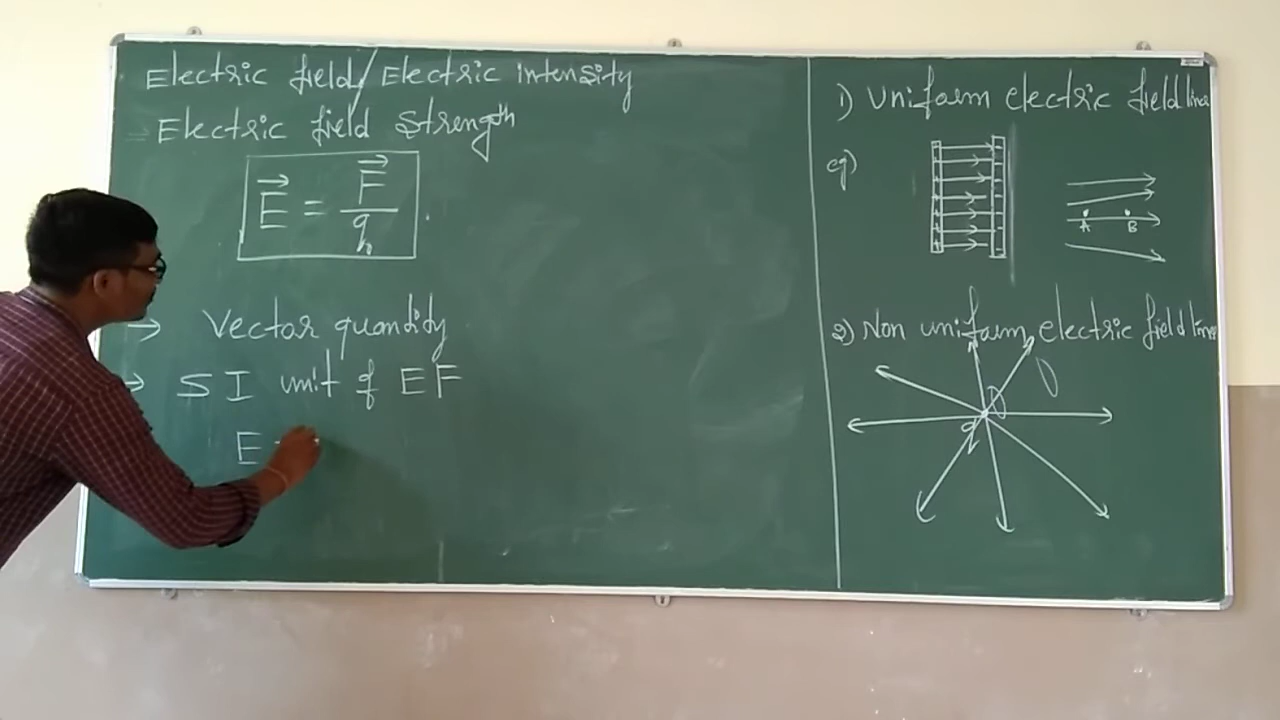 Electric field / Electric intensity
Electric field Strength
E = F / q
→ Vector quantity
→ SI unit of EF
E =
1) Uniform electric field lines
eg)
A B
2) Non uniform electric field lines
q